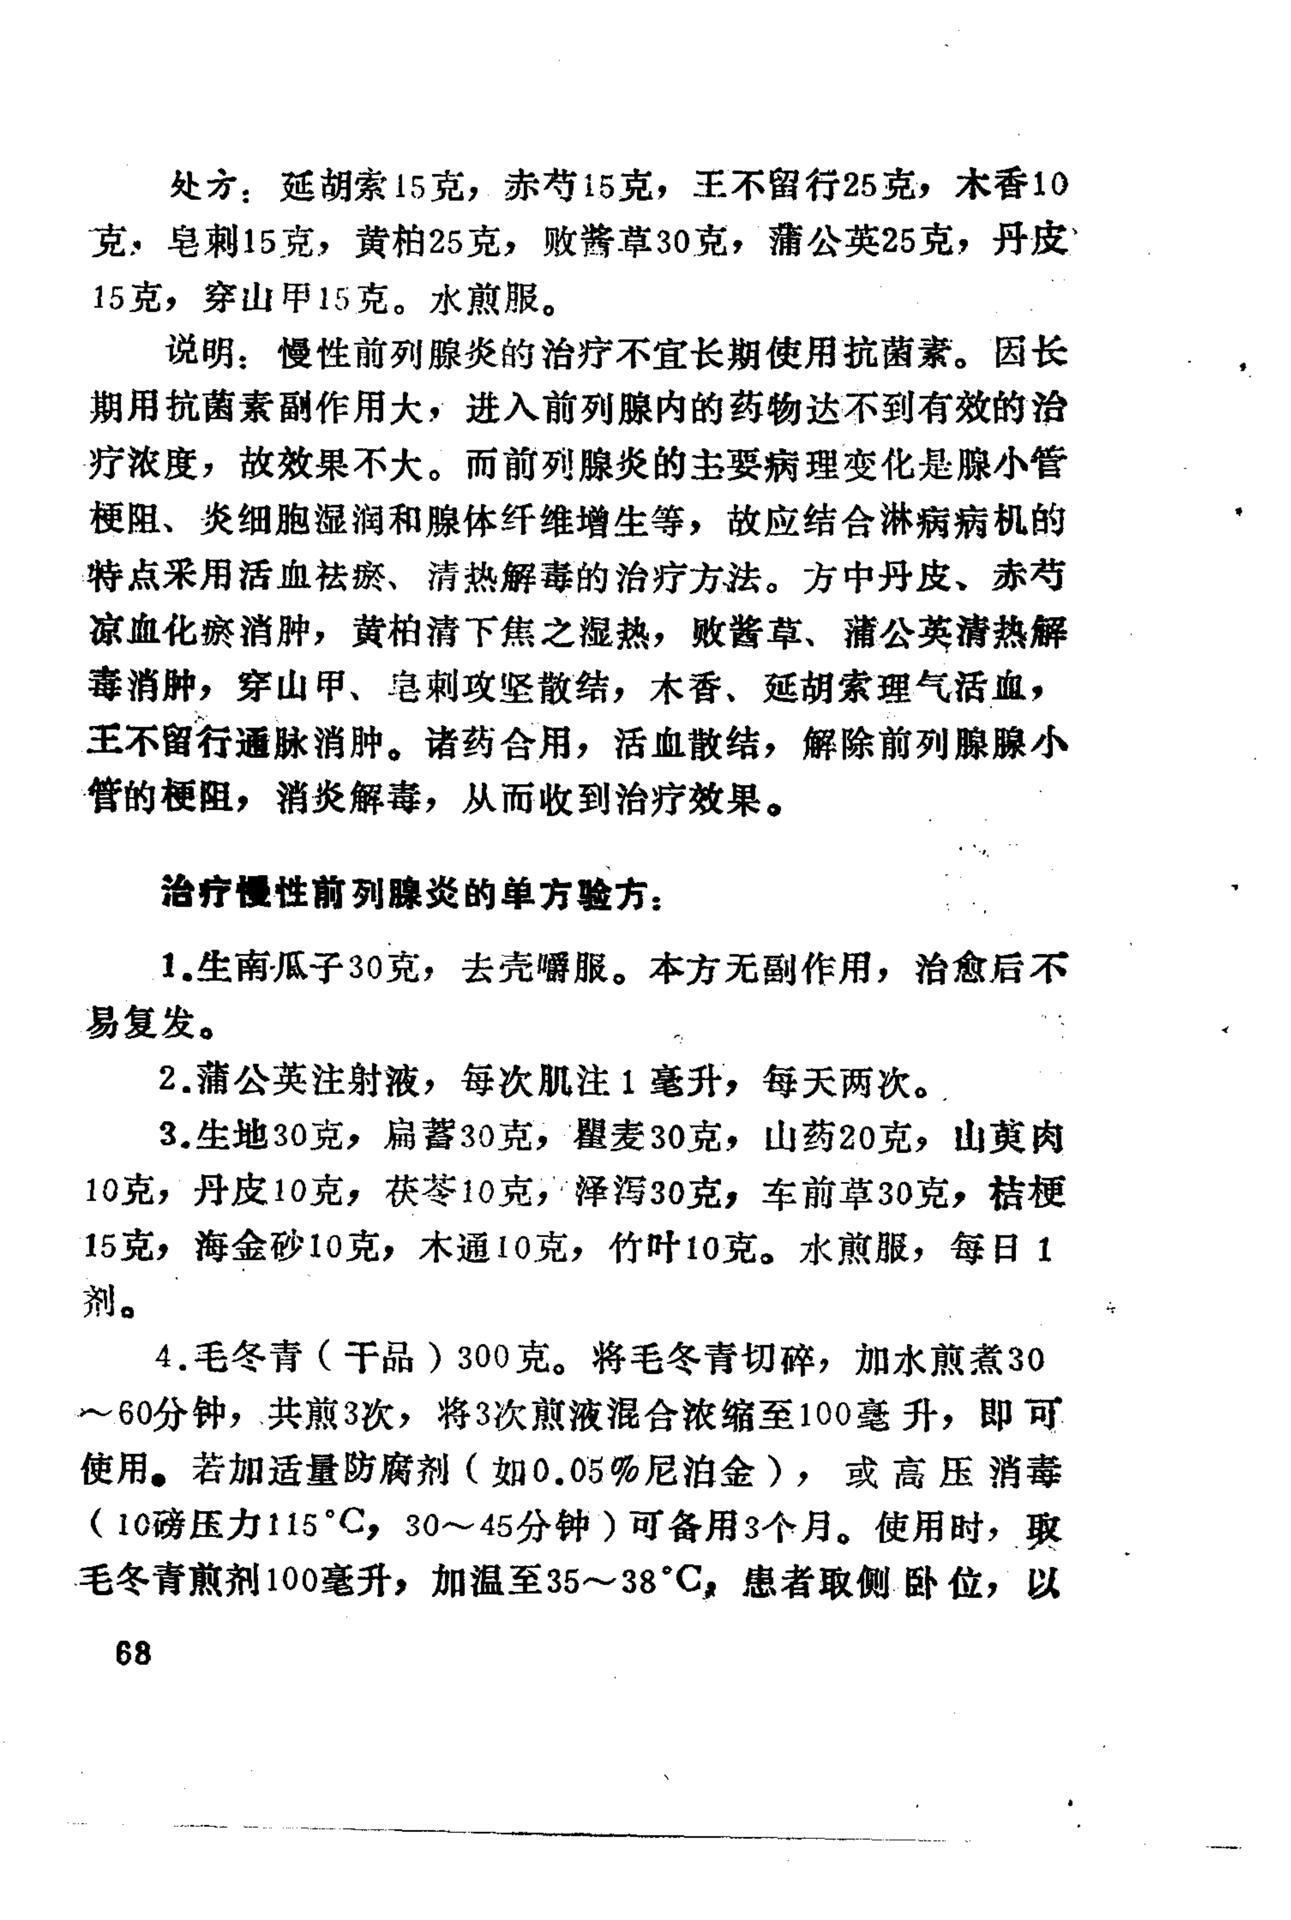 处方：延胡索15克，赤芍15克，王不留行25克，木香10
克，皂刺15克，黄柏25克，败酱草30克，蒲公英25克，丹皮
15克，穿山甲15克。水煎服。
说明：慢性前列腺炎的治疗不宜长期使用抗菌素。因长
期用抗菌素副作用大，进入前列腺内的药物达不到有效的治
疗浓度，故效果不大。而前列腺炎的主要病理变化是腺小管
梗阻、炎细胞湿润和腺体纤维增生等，故应结合淋病病机的
特点采用活血祛瘀、清热解毒的治疗方法。方中丹皮、赤芍
凉血化瘀消肿，黄柏清下焦之湿热，败酱草、蒲公英清热解
毒消肿，穿山甲、皂刺攻坚散结，木香、延胡索理气活血，
王不留行通脉消肿。诸药合用，活血散结，解除前列腺腺小
管的梗阻，消炎解毒，从而收到治疗效果。
治疗慢性前列腺炎的单方验方：
1.生南瓜子30克，去壳嚼服。本方无副作用，治愈后不
易复发。
2.蒲公英注射液，每次肌注1毫升，每天两次。
3.生地30克，扁蓄30克，瞿麦30克，山药20克，山萸肉
10克，丹皮10克，茯苓10克，泽泻30克，车前草30克，桔梗
15克，海金砂10克，木通10克，竹叶10克。水煎服，每日1
剂。
4.毛冬青（干品）300克。将毛冬青切碎，加水煎煮30
～60分钟，共煎3次，将3次煎液混合浓缩至100毫升，即可
使用。若加适量防腐剂（如0.05%尼泊金），或高压消毒
（10磅压力115°C，30～45分钟）可备用3个月。使用时，取
毛冬青煎剂100毫升，加温至35～38°C，患者取侧卧位，以
68